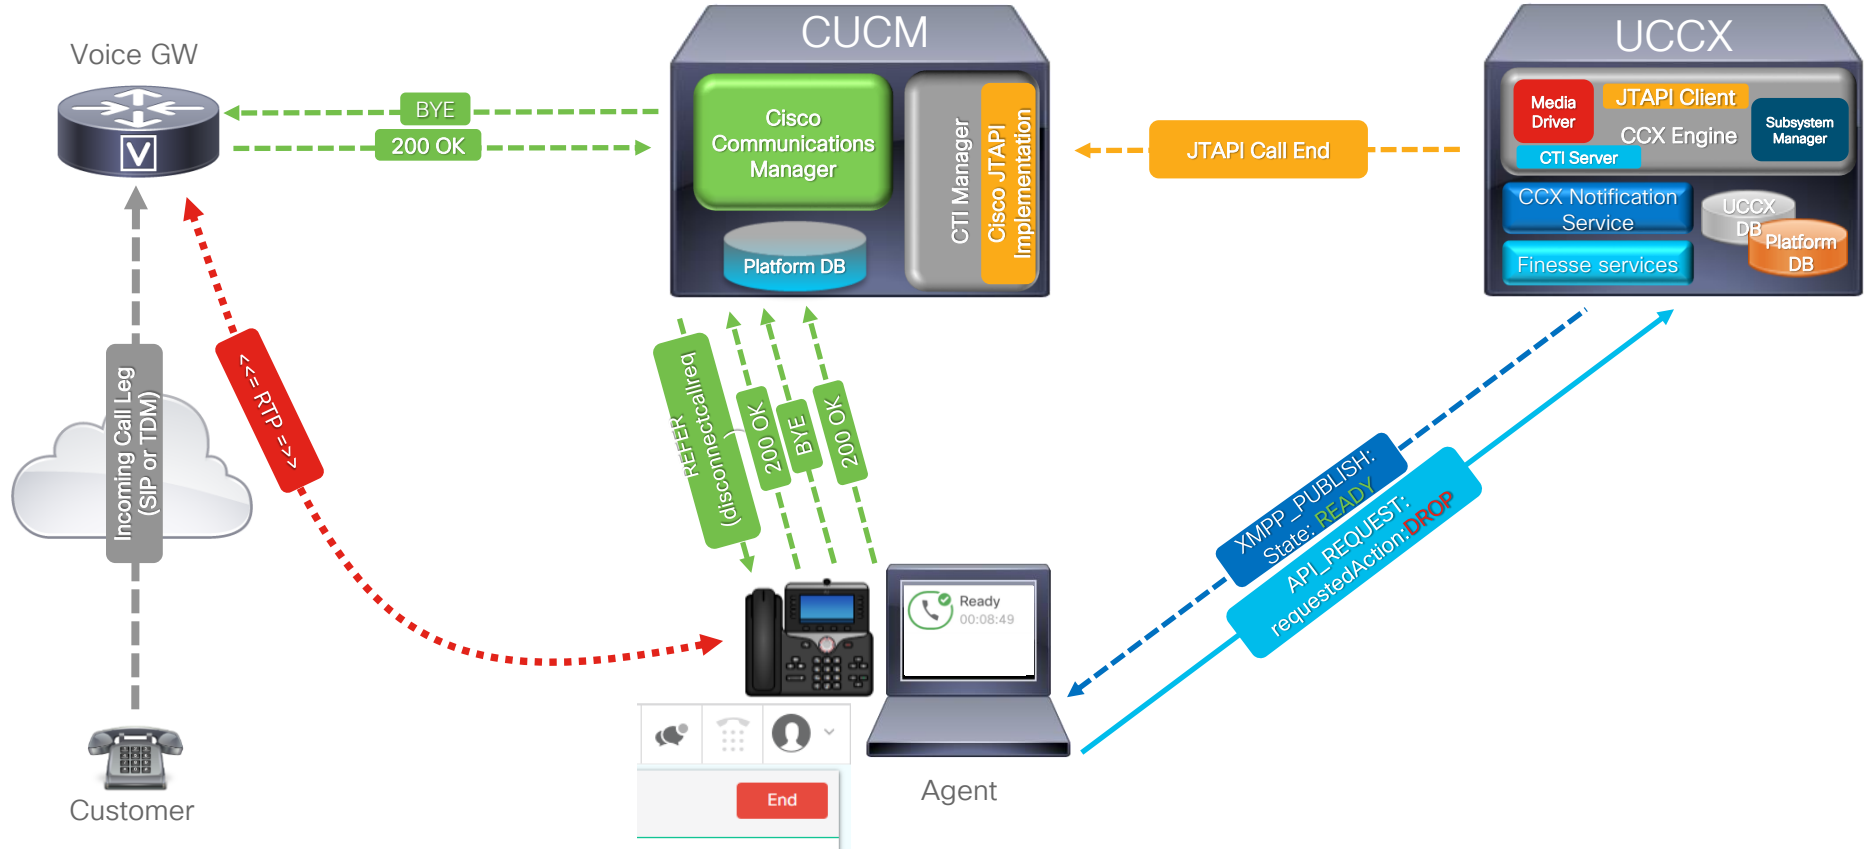 Voice GW
V
BYE
200 OK
CUCM
Cisco
Communications
Manager
Platform DB
CTI Manager
Cisco JTAPI
Implementation
JTAPI Call End
UCCX
Media
Driver
JTAPI Client
CCX Engine
Subsystem
Manager
CTI Server
CCX Notification
Service
Finesse services
UCCX
DB
Platform
DB
Incoming Call Leg
(SIP or TDM)
<<= RTP =>>
REFER
(disconnectcallreq
)
200 OK
BYE
200 OK
XMPP_PUBLISH:
State: READY
API_REQUEST:
requestedAction:DROP
Ready
00:08:49
End
Agent
Customer